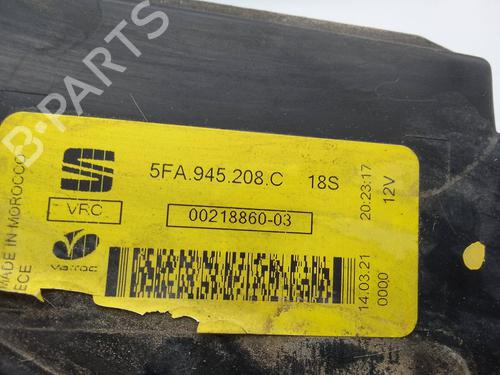 B-PARTS
5FA.945.208.C 18S
VRC
00218860-03
varroc
MADE IN MOROCCO
ECE
20:23:17
12V
14.03.21
0000